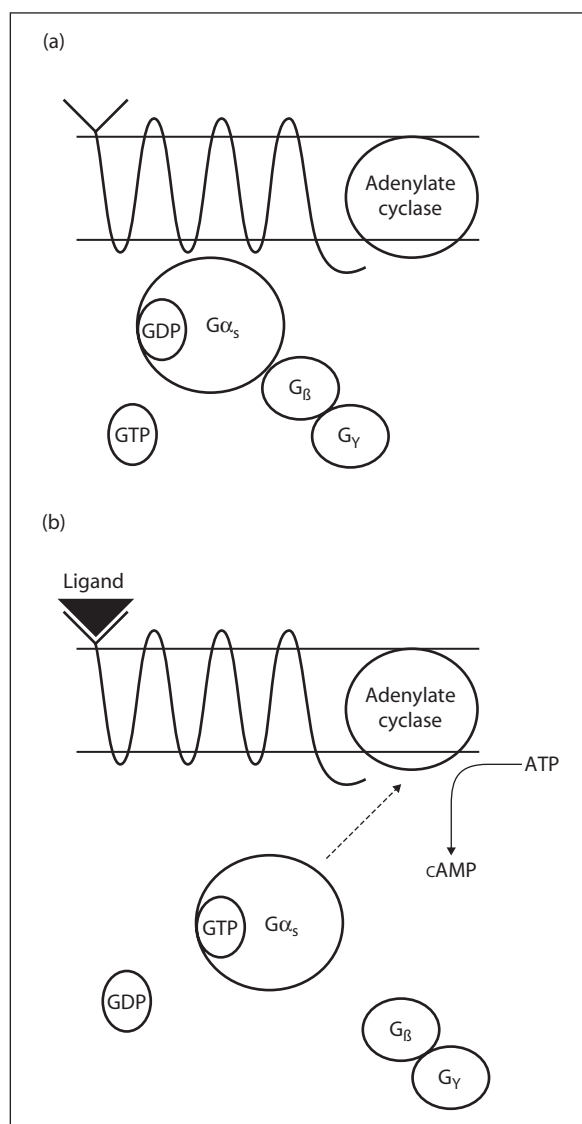 (a)
Adenylate
cyclase
GDP
Gαs
Gß
GTP
GY
(b)
Ligand
Adenylate
cyclase
ATP
cAMP
GTP
Gαs
GDP
Gß
GY